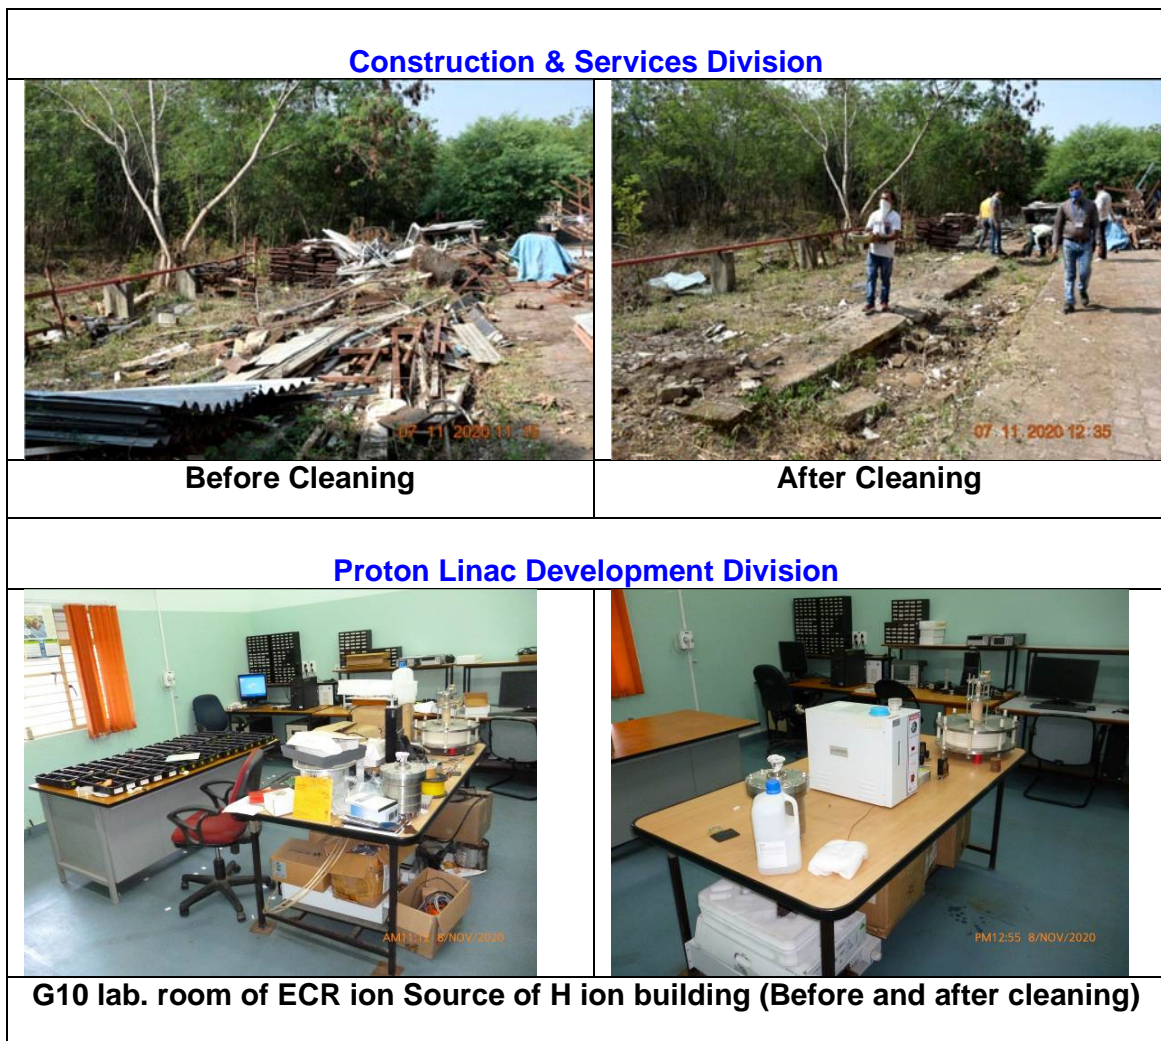 Construction & Services Division
07 11 2020 11:15
07 11 2020 12:35
Before Cleaning
After Cleaning
Proton Linac Development Division
AM11:12 8/NOV/2020
PM12:55 8/NOV/2020
G10 lab. room of ECR ion Source of H ion building (Before and after cleaning)